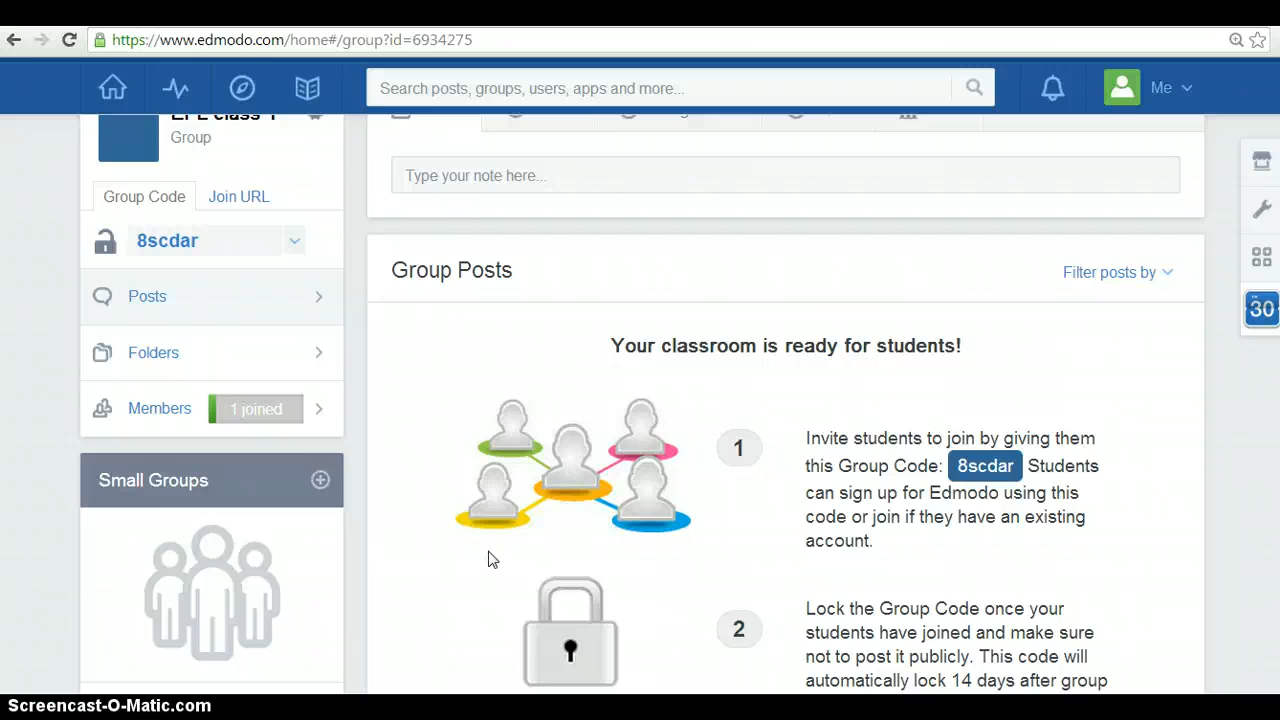 https://www.edmodo.com/home#/group?id=6934275
Search posts, groups, users, apps and more...
Me
EFL class 1
Group
Group Code
Join URL
8scdar
Posts
Folders
Members
1 joined
Small Groups
Type your note here...
Group Posts
Filter posts by
Your classroom is ready for students!
1
Invite students to join by giving them
this Group Code: 8scdar Students
can sign up for Edmodo using this
code or join if they have an existing
account.
2
Lock the Group Code once your
students have joined and make sure
not to post it publicly. This code will
automatically lock 14 days after group
30
Screencast-O-Matic.com